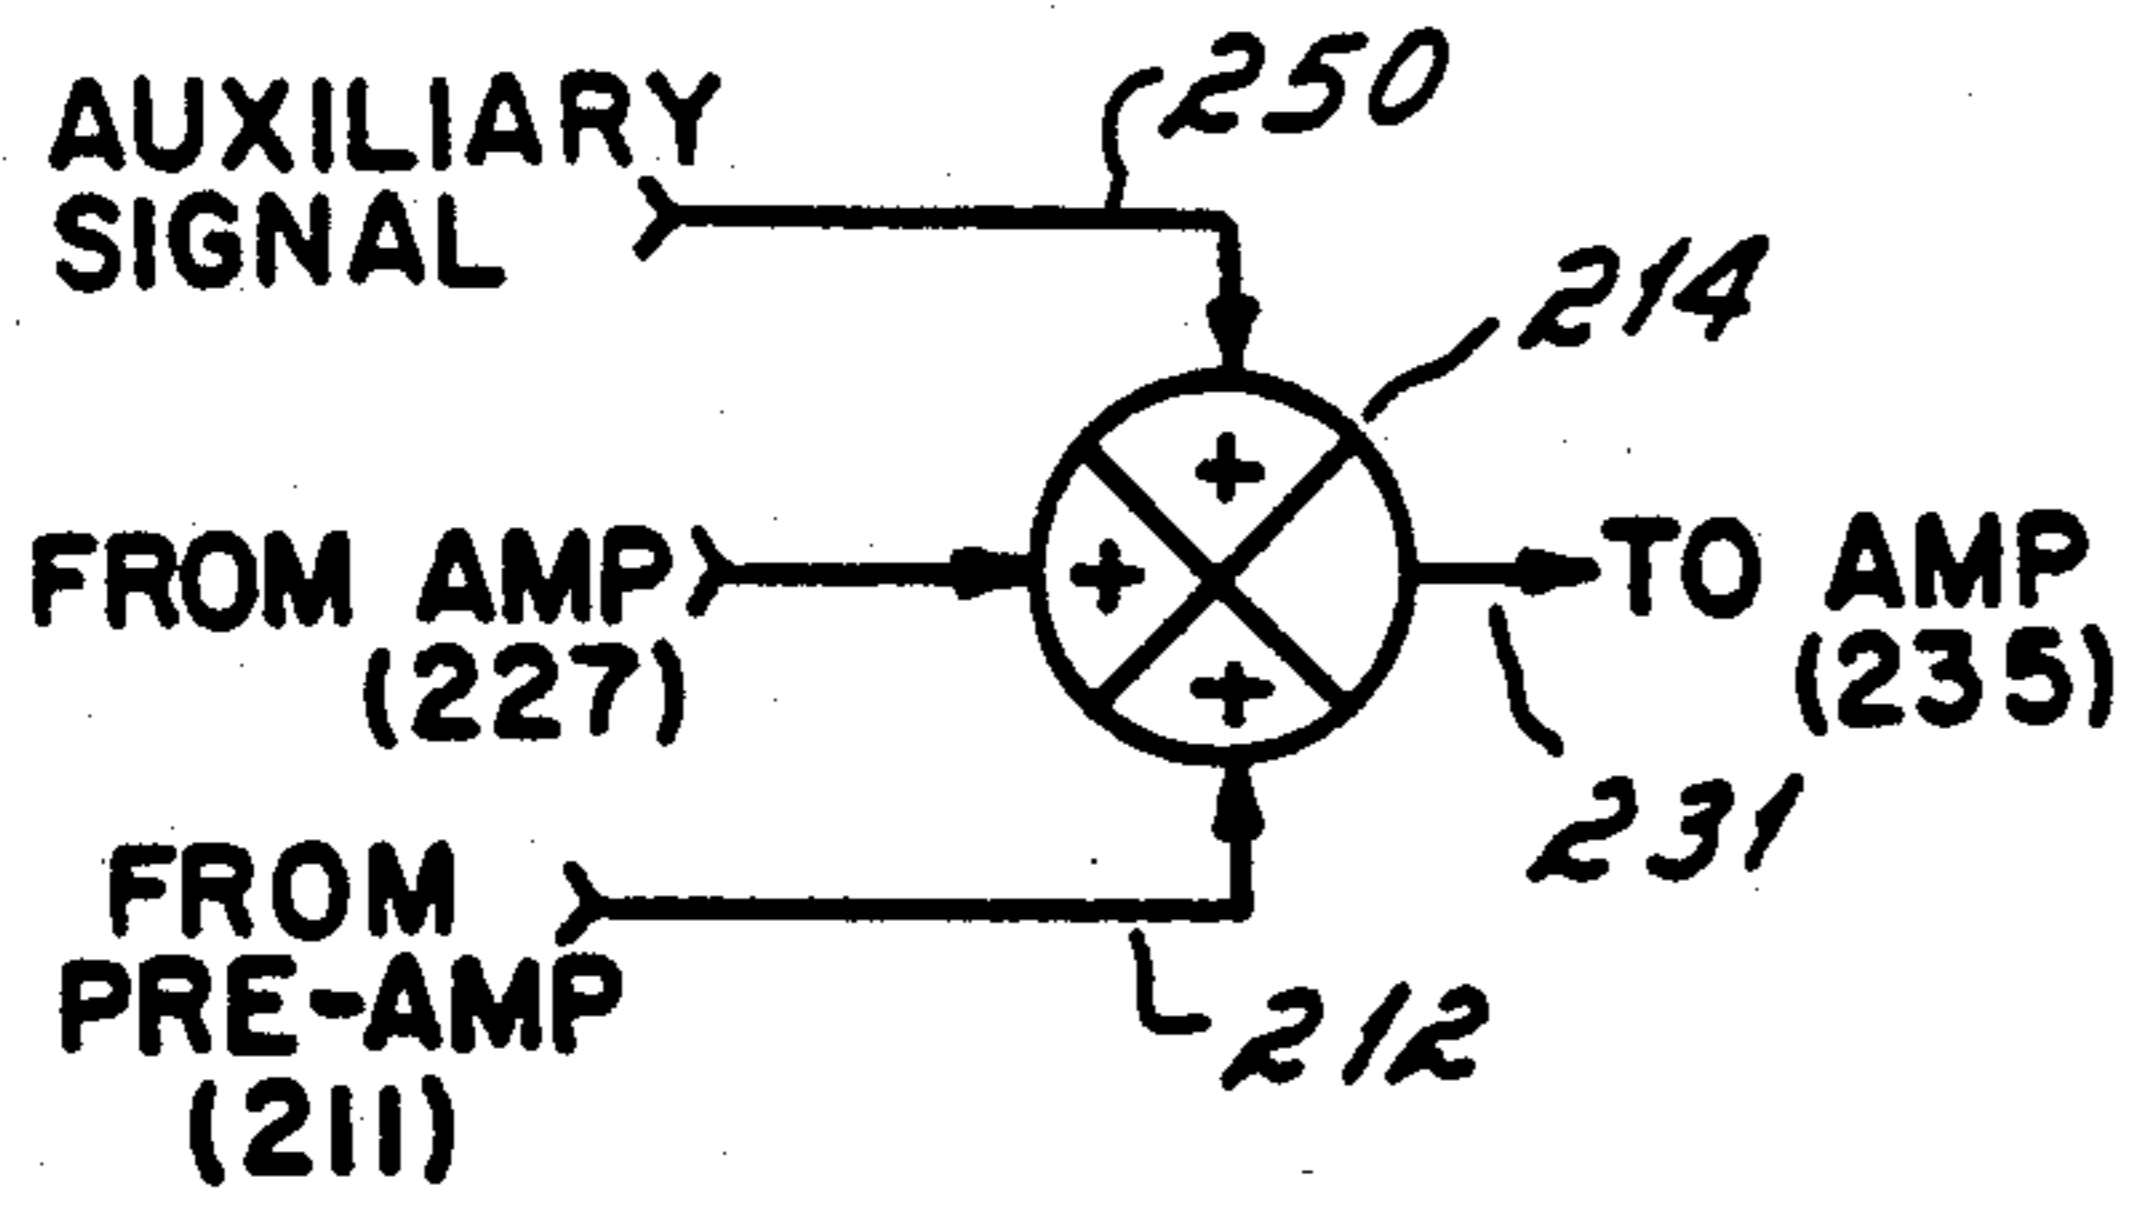 AUXILIARY
SIGNAL
250
214
+
FROM AMP
(227)
+
TO AMP
(235)
+
231
FROM
PRE-AMP
(211)
212